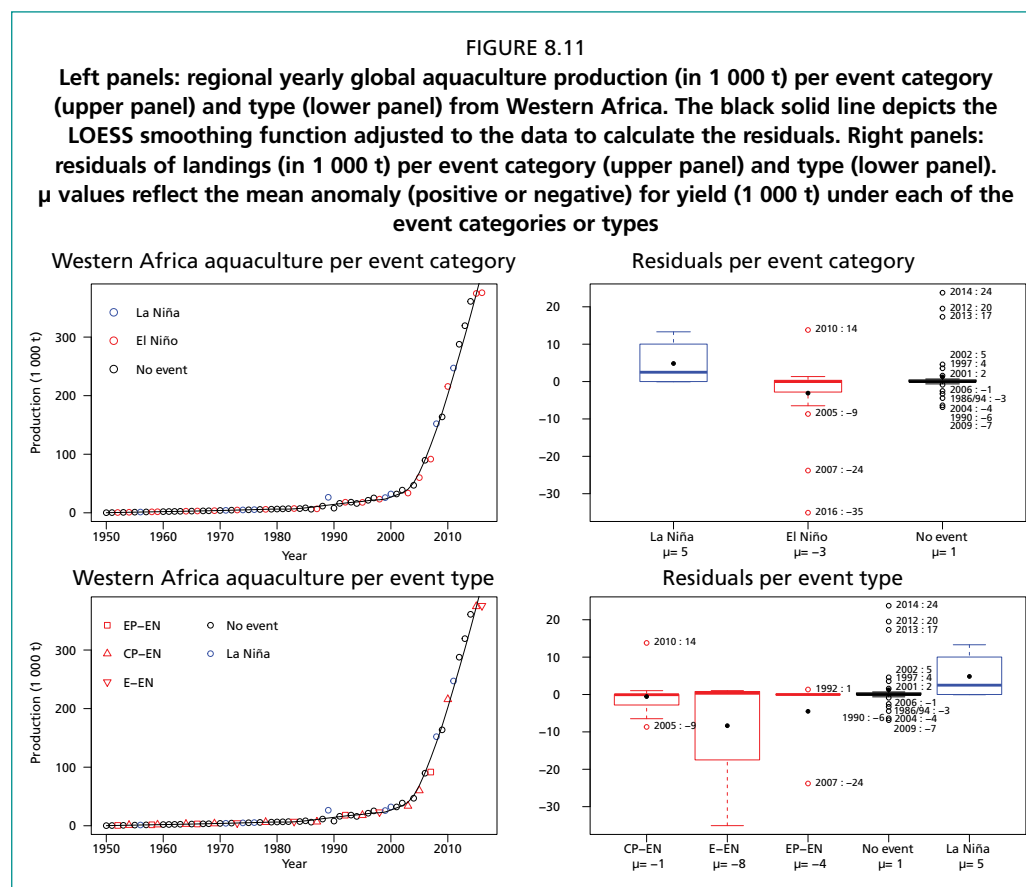 FIGURE 8.11
Left panels: regional yearly global aquaculture production (in 1 000 t) per event category
(upper panel) and type (lower panel) from Western Africa. The black solid line depicts the
LOESS smoothing function adjusted to the data to calculate the residuals. Right panels:
residuals of landings (in 1 000 t) per event category (upper panel) and type (lower panel).
µ values reflect the mean anomaly (positive or negative) for yield (1 000 t) under each of the
event categories or types
Western Africa aquaculture per event category
Production (1 000 t)
300
200
100
0
La Niña
El Niño
No event
1950 1960 1970 1980 1990 2000 2010
Year
Residuals per event category
20
10
0
−10
−20
−30
2010 : 14
2005 : −9
2007 : −24
2016 : −35
2014 : 24
2012 : 20
2013 : 17
2002 : 5
1997 : 4
2001 : 2
2006 : −1
1986/94 : −3
2004 : −4
1990 : −6
2009 : −7
La Niña El Niño No event
µ= 5 µ= −3 µ= 1
Western Africa aquaculture per event type
Production (1 000 t)
300
200
100
0
EP−EN No event
CP−EN La Niña
E−EN
1950 1960 1970 1980 1990 2000 2010
Year
Residuals per event type
20
10
0
−10
−20
−30
2010 : 14
2005 : −9
1992 : 1
2007 : −24
2014 : 24
2012 : 20
2013 : 17
2002 : 5
1997 : 4
2001 : 2
2006 : −1
1986/94 : −3
1990 : −6 2004 : −4
2009 : −7
CP−EN E−EN EP−EN No event La Niña
µ= −1 µ= −8 µ= −4 µ= 1 µ= 5